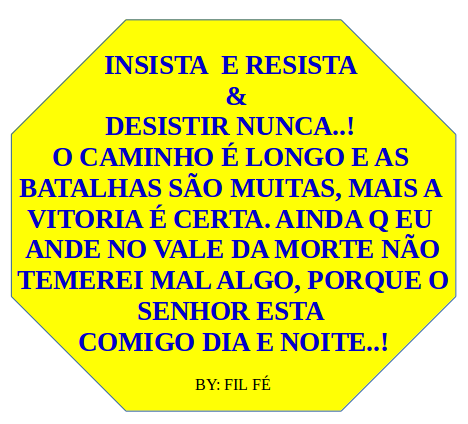 INSISTA  E RESISTA
&
DESISTIR NUNCA..!
O CAMINHO É LONGO E AS
BATALHAS SÃO MUITAS, MAIS A
VITORIA É CERTA. AINDA Q EU
ANDE NO VALE DA MORTE NÃO
TEMEREI MAL ALGO, PORQUE O
SENHOR ESTA
COMIGO DIA E NOITE..!
BY: FIL FÉ